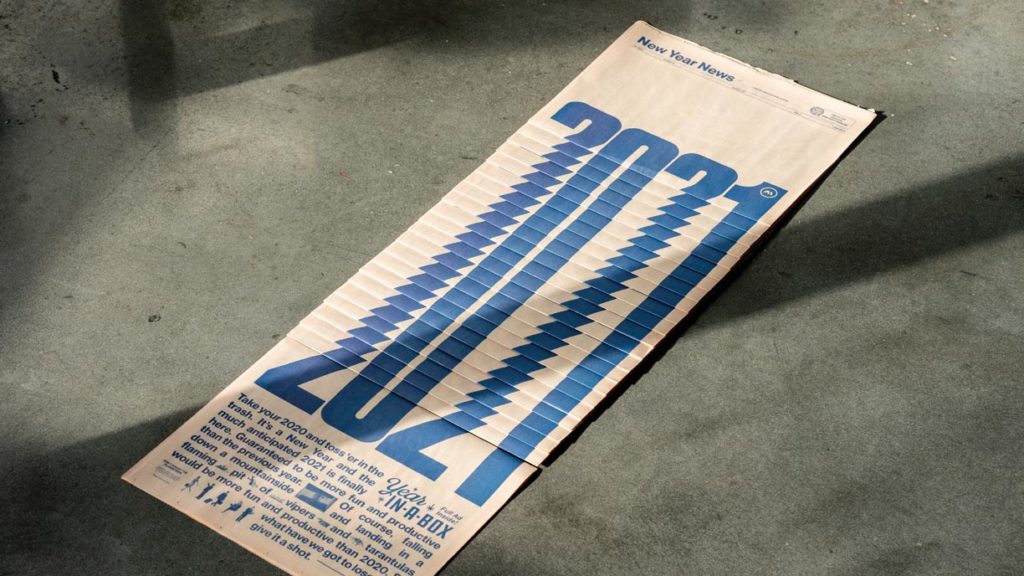 New Year News
2021
Take your 2020 and toss 'er in the
trash. It's a New Year and the
much anticipated 2021 is finally
here. Guaranteed to be more fun and productive
than the previous year. Of course, falling
down a mountainside and landing in a
flaming pit of vipers and tarantulas
would be more fun and productive than 2020, s
what have we got to lose
give it a shot.
Year
IN-A-BOX
Full Ad
Inside!